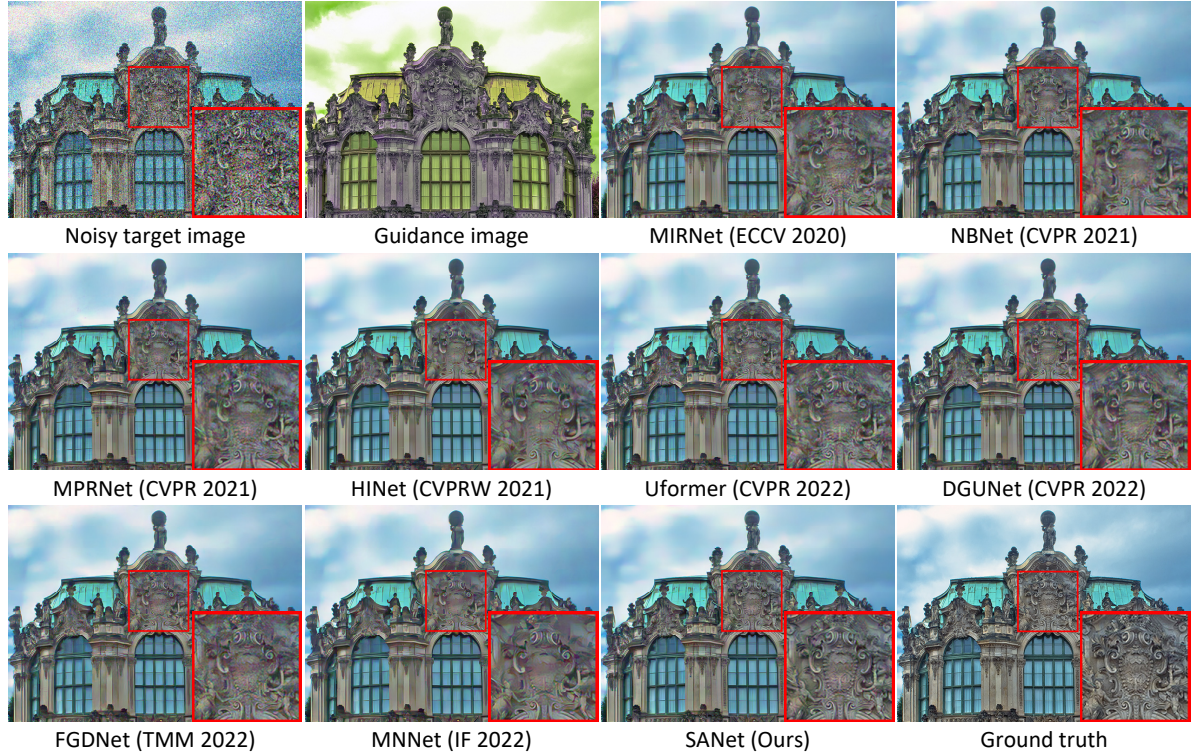 Noisy target image
Guidance image
MIRNet (ECCV 2020)
NBNet (CVPR 2021)
MPRNet (CVPR 2021)
HINet (CVPRW 2021)
Uformer (CVPR 2022)
DGUNet (CVPR 2022)
FGDNet (TMM 2022)
MNNet (IF 2022)
SANet (Ours)
Ground truth